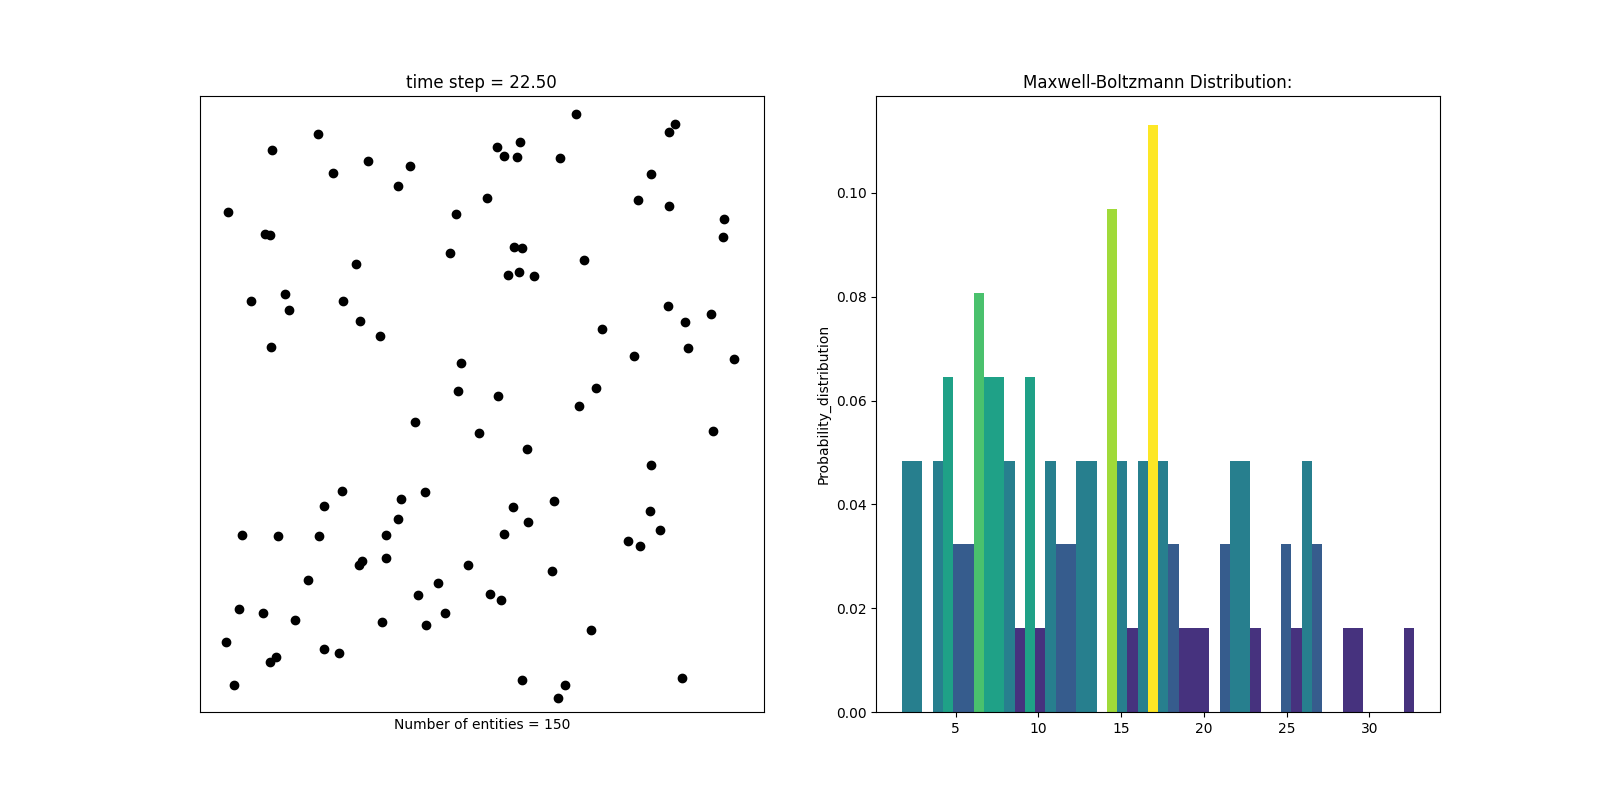 time step = 22.50
Number of entities = 150
Maxwell-Boltzmann Distribution:
Probability_distribution
0.10
0.08
0.06
0.04
0.02
0.00
5 10 15 20 25 30